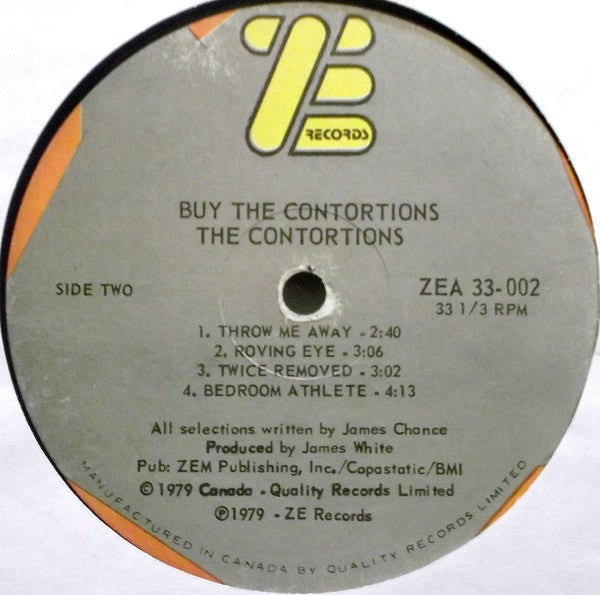 ZE
RECORDS
BUY THE CONTORTIONS
THE CONTORTIONS
SIDE TWO
ZEA 33-002
33 1/3 RPM
1. THROW ME AWAY - 2:40
2. ROVING EYE - 3:06
3. TWICE REMOVED - 3:02
4. BEDROOM ATHLETE - 4:13
All selections written by James Chance
Produced by James White
Pub: ZEM Publishing, Inc./Copastatic/BMI
©1979 Canada - Quality Records Limited
℗1979 - ZE Records
MANUFACTURED IN CANADA BY QUALITY RECORDS LIMITED